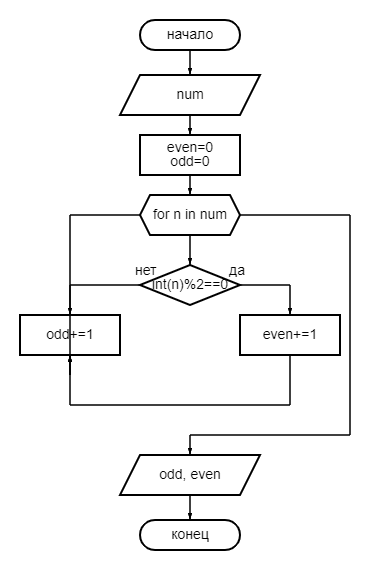 начало
num
even=0
odd=0
for n in num
нет
да
int(n)%2==0
odd+=1
even+=1
odd, even
конец